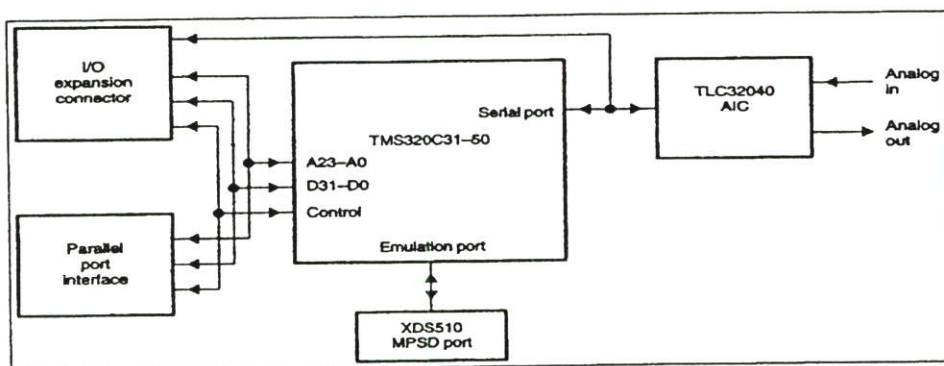 I/O
expansion
connector
Serial port
TMS320C31–50
A23–A0
D31–D0
Control
Emulation port
TLC32040
AIC
Analog
in
Analog
out
Parallel
port
interface
XDS510
MPSD port